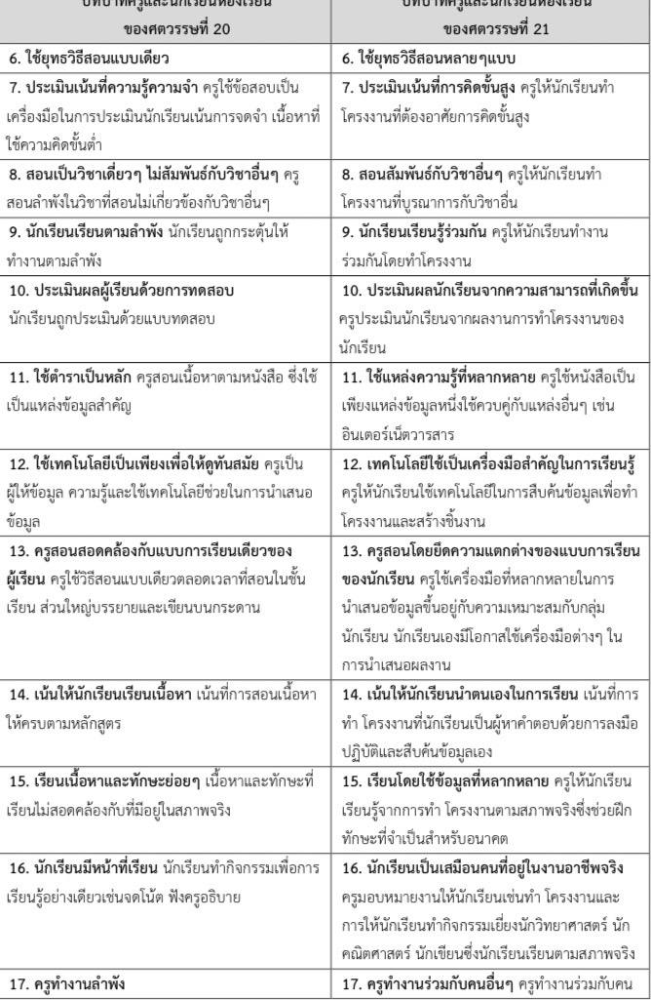 บทบาทครูและนักเรียนห้องเรียน
ของศตวรรษที่ 20
บทบาทครูและนักเรียนห้องเรียน
ของศตวรรษที่ 21
6. ใช้ยุทธวิธีสอนแบบเดียว
6. ใช้ยุทธวิธีสอนหลายๆแบบ
7. ประเมินเน้นที่ความรู้ความจำ ครูใช้ข้อสอบเป็น
เครื่องมือในการประเมินนักเรียนเน้นการจดจำ เนื้อหาที่
ใช้ความคิดขั้นต่ำ
7. ประเมินเน้นที่การคิดขั้นสูง ครูให้นักเรียนทำ
โครงงานที่ต้องอาศัยการคิดขั้นสูง
8. สอนเป็นวิชาเดี่ยวๆ ไม่สัมพันธ์กับวิชาอื่นๆ ครู
สอนลำพังในวิชาที่สอนไม่เกี่ยวข้องกับวิชาอื่นๆ
8. สอนสัมพันธ์กับวิชาอื่นๆ ครูให้นักเรียนทำ
โครงงานที่บูรณาการกับวิชาอื่น
9. นักเรียนเรียนตามลำพัง นักเรียนถูกกระตุ้นให้
ทำงานตามลำพัง
9. นักเรียนเรียนรู้ร่วมกัน ครูให้นักเรียนทำงาน
ร่วมกันโดยทำโครงงาน
10. ประเมินผลผู้เรียนด้วยการทดสอบ
นักเรียนถูกประเมินด้วยแบบทดสอบ
10. ประเมินผลนักเรียนจากความสามารถที่เกิดขึ้น
ครูประเมินนักเรียนจากผลงานการทำโครงงานของ
นักเรียน
11. ใช้ตำราเป็นหลัก ครูสอนเนื้อหาตามหนังสือ ซึ่งใช้
เป็นแหล่งข้อมูลสำคัญ
11. ใช้แหล่งความรู้ที่หลากหลาย ครูใช้หนังสือเป็น
เพียงแหล่งข้อมูลหนึ่งใช้ควบคู่กับแหล่งอื่นๆ เช่น
อินเตอร์เน็ตวารสาร
12. ใช้เทคโนโลยีเป็นเพียงเพื่อให้ดูทันสมัย ครูเป็น
ผู้ให้ข้อมูล ความรู้และใช้เทคโนโลยีช่วยในการนำเสนอ
ข้อมูล
12. เทคโนโลยีใช้เป็นเครื่องมือสำคัญในการเรียนรู้
ครูให้นักเรียนใช้เทคโนโลยีในการสืบค้นข้อมูลเพื่อทำ
โครงงานและสร้างชิ้นงาน
13. ครูสอนสอดคล้องกับแบบการเรียนเดียวของ
ผู้เรียน ครูใช้วิธีสอนแบบเดียวตลอดเวลาที่สอนในชั้น
เรียน ส่วนใหญ่บรรยายและเขียนบนกระดาน
13. ครูสอนโดยยึดความแตกต่างของแบบการเรียน
ของนักเรียน ครูใช้เครื่องมือที่หลากหลายในการ
นำเสนอข้อมูลขึ้นอยู่กับความเหมาะสมกับกลุ่ม
นักเรียน นักเรียนเองมีโอกาสใช้เครื่องมือต่างๆ ใน
การนำเสนอผลงาน
14. เน้นให้นักเรียนเรียนเนื้อหา เน้นที่การสอนเนื้อหา
ให้ครบตามหลักสูตร
14. เน้นให้นักเรียนนำตนเองในการเรียน เน้นที่การ
ทำ โครงงานที่นักเรียนเป็นผู้หาคำตอบด้วยการลงมือ
ปฏิบัติและสืบค้นข้อมูลเอง
15. เรียนเนื้อหาและทักษะย่อยๆ เนื้อหาและทักษะที่
เรียนไม่สอดคล้องกับที่มีอยู่ในสภาพจริง
15. เรียนโดยใช้ข้อมูลที่หลากหลาย ครูให้นักเรียน
เรียนรู้จากการทำ โครงงานตามสภาพจริงซึ่งช่วยฝึก
ทักษะที่จำเป็นสำหรับอนาคต
16. นักเรียนมีหน้าที่เรียน นักเรียนทำกิจกรรมเพื่อการ
เรียนรู้อย่างเดียวเช่นจดโน้ต ฟังครูอธิบาย
16. นักเรียนเป็นเสมือนคนที่อยู่ในงานอาชีพจริง
ครูมอบหมายงานให้นักเรียนเช่นทำ โครงงานและ
การให้นักเรียนทำกิจกรรมเยี่ยงนักวิทยาศาสตร์ นัก
คณิตศาสตร์ นักเขียนซึ่งนักเรียนเรียนตามสภาพจริง
17. ครูทำงานลำพัง
17. ครูทำงานร่วมกับคนอื่นๆ ครูทำงานร่วมกับคน